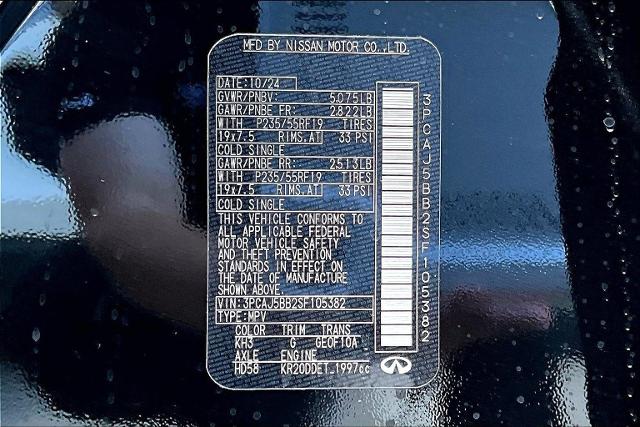 MFD BY NISSAN MOTOR CO.,LTD.
DATE:10/24
GVWR/PNBV: 5075LB
GAWR/PNBE FR: 2822LB
WITH P235/55RF19 TIRES
19x7.5 RIMS.AT 33 PSI
COLD SINGLE
GAWR/PNBE RR: 2513LB
WITH P235/55RF19 TIRES
19x7.5 RIMS.AT 33 PSI
COLD SINGLE
THIS VEHICLE CONFORMS TO
ALL APPLICABLE FEDERAL
MOTOR VEHICLE SAFETY
AND THEFT PREVENTION
STANDARDS IN EFFECT ON
THE DATE OF MANUFACTURE
SHOWN ABOVE.
VIN:3PCAJ5BB2SF105382
TYPE:MPV
COLOR TRIM TRANS
KH3 G GE0F10A
AXLE ENGINE
HD58 KR20DDET_1997cc
3PCAJ5BB2SF105382